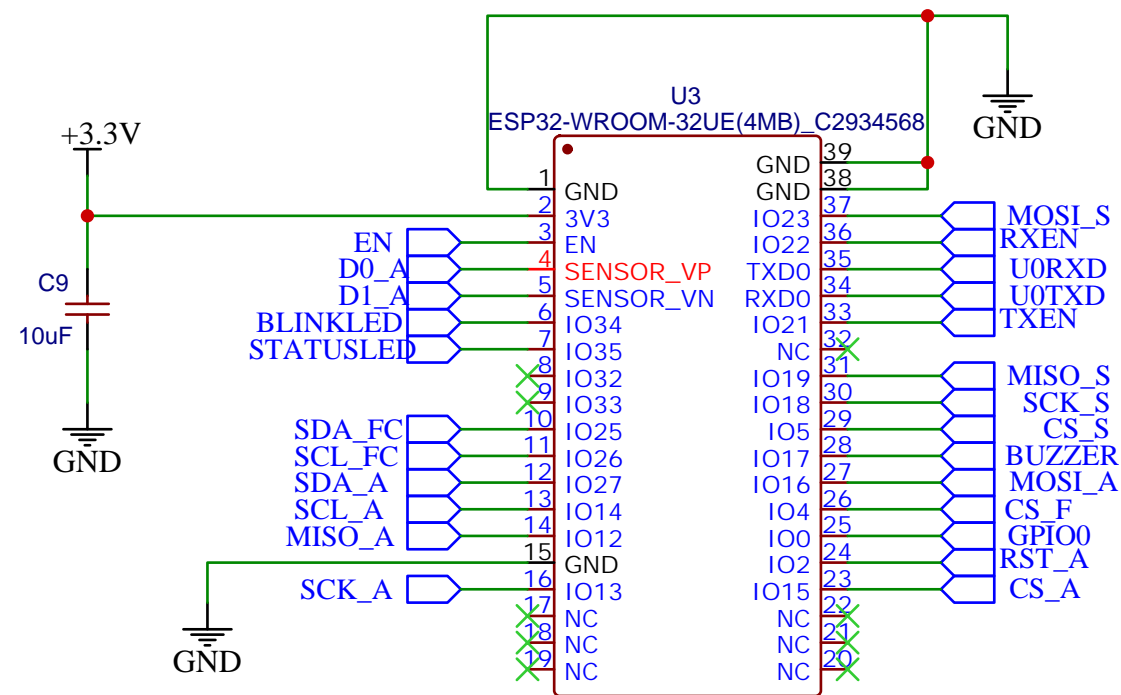 U3
ESP32-WROOM-32UE(4MB)_C2934568
GND
+3.3V
C9
10uF
GND
EN
D0_A
D1_A
BLINKLED
STATUSLED
SDA_FC
SCL_FC
SDA_A
SCL_A
MISO_A
SCK_A
GND
1 GND
2 3V3
3 EN
4 SENSOR_VP
5 SENSOR_VN
6 IO34
7 IO35
8 IO32
9 IO33
10 IO25
11 IO26
12 IO27
13 IO14
14 IO12
15 GND
16 IO13
17 NC
18 NC
19 NC
GND 39
GND 38
IO23 37
IO22 36
TXD0 35
RXD0 34
IO21 33
NC 32
IO19 31
IO18 30
IO5 29
IO17 28
IO16 27
IO4 26
IO0 25
IO2 24
IO15 23
NC 22
NC 21
NC 20
MOSI_S
RXEN
U0RXD
U0TXD
TXEN
MISO_S
SCK_S
CS_S
BUZZER
MOSI_A
CS_F
GPIO0
RST_A
CS_A